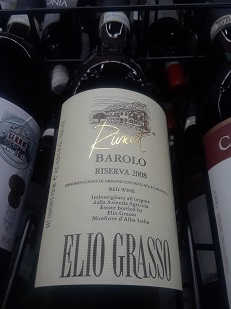 Runcot
BAROLO
RISERVA 2008
DENOMINAZIONE DI ORIGINE CONTROLLATA E GARANTITA
RED WINE
Imbottigliato all'origine
dalla Azienda Agricola
Estate bottled by
Elio Grasso
Monforte d'Alba Italia
ELIO GRASSO
CA